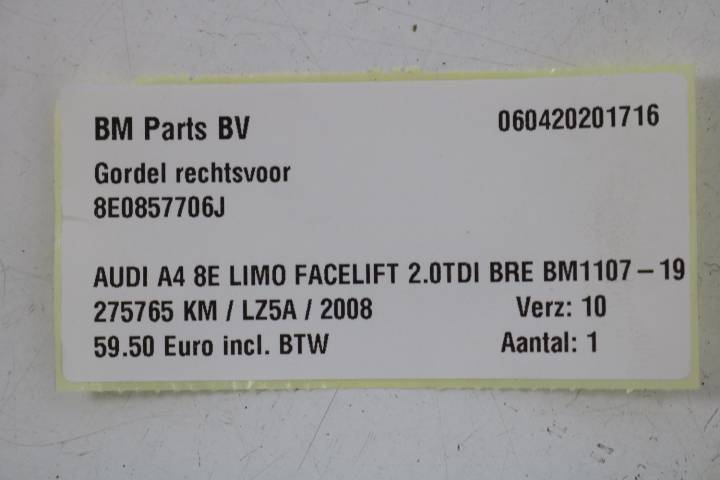 BM Parts BV 060420201716
Gordel rechtsvoor
8E0857706J
AUDI A4 8E LIMO FACELIFT 2.0TDI BRE BM1107-19
275765 KM / LZ5A / 2008 Verz: 10
59.50 Euro incl. BTW Aantal: 1